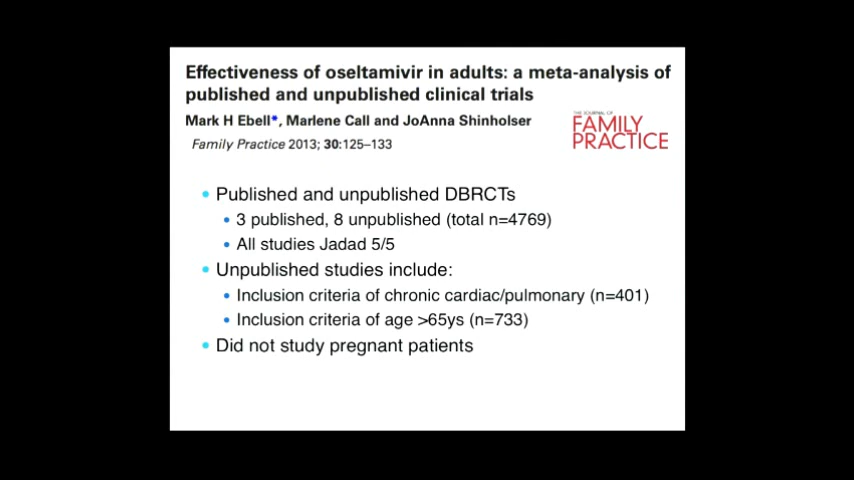 Effectiveness of oseltamivir in adults: a meta-analysis of
published and unpublished clinical trials
Mark H Ebell*, Marlene Call and JoAnna Shinholser
Family Practice 2013; 30:125–133
THE JOURNAL OF
FAMILY
PRACTICE
• Published and unpublished DBRCTs
• 3 published, 8 unpublished (total n=4769)
• All studies Jadad 5/5
• Unpublished studies include:
• Inclusion criteria of chronic cardiac/pulmonary (n=401)
• Inclusion criteria of age >65ys (n=733)
• Did not study pregnant patients